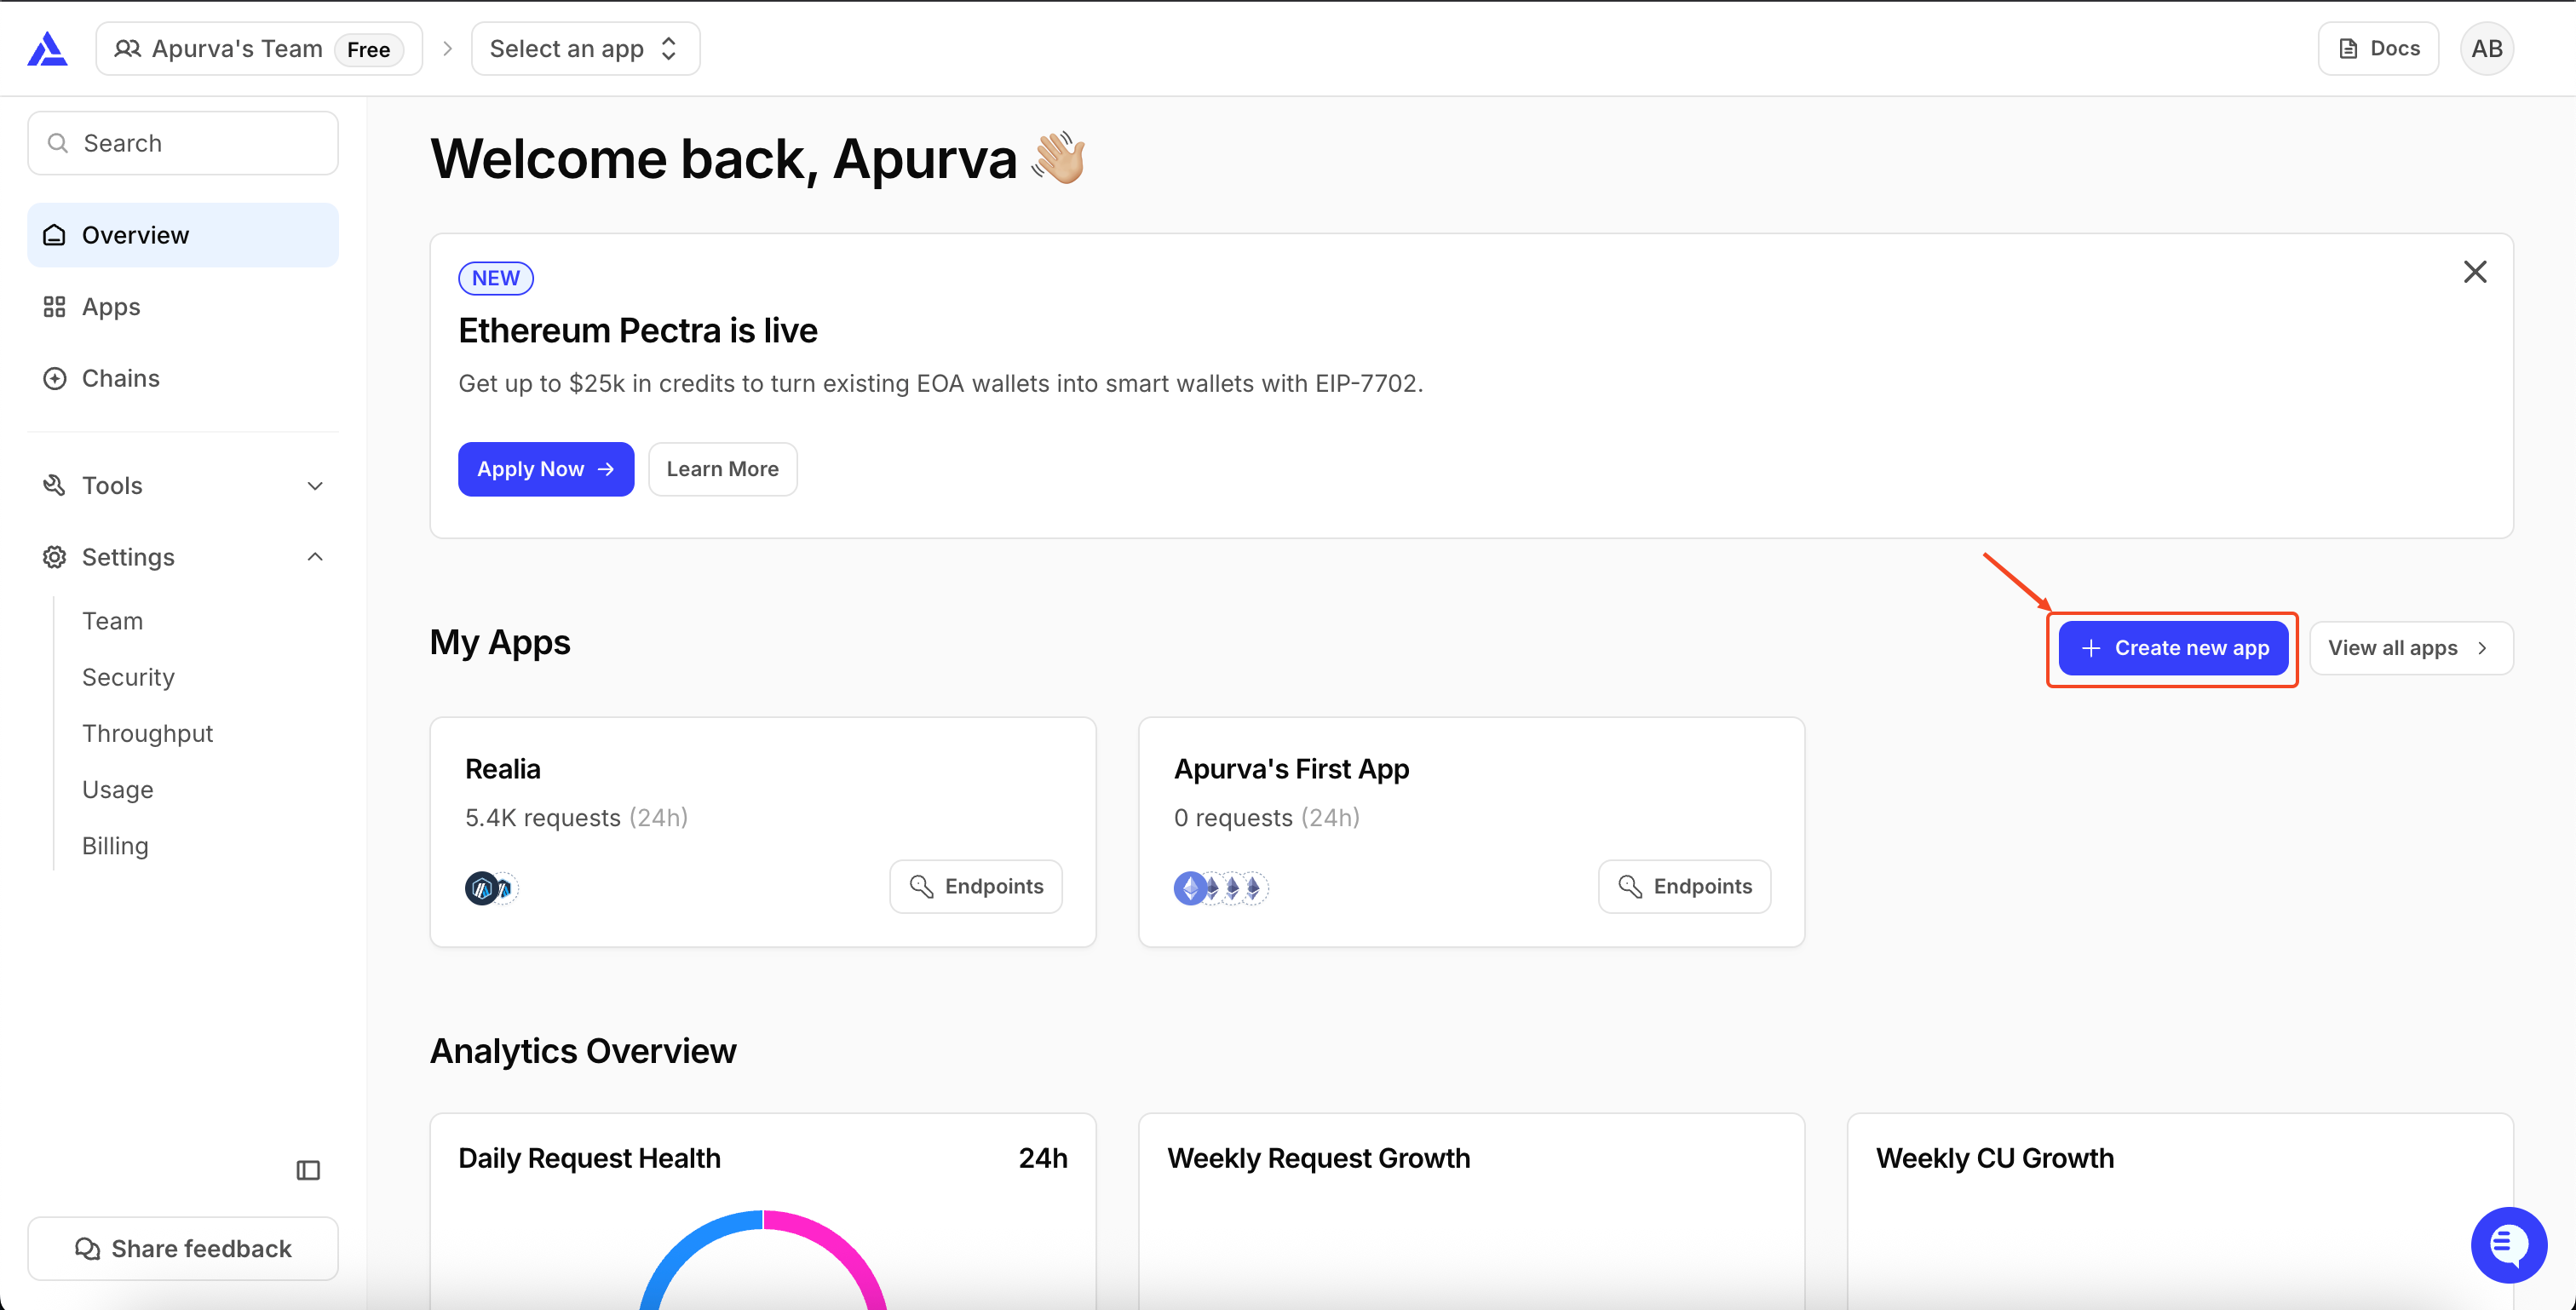 Apurva's Team Free
Select an app
Docs
AB
Search
Overview
Apps
Chains
Tools
Settings
Team
Security
Throughput
Usage
Billing
Share feedback
Welcome back, Apurva 👋🏼
NEW
Ethereum Pectra is live
Get up to $25k in credits to turn existing EOA wallets into smart wallets with EIP-7702.
Apply Now
Learn More
My Apps
Create new app
View all apps
Realia
5.4K requests (24h)
Endpoints
Apurva's First App
0 requests (24h)
Endpoints
Analytics Overview
Daily Request Health 24h
Weekly Request Growth
Weekly CU Growth